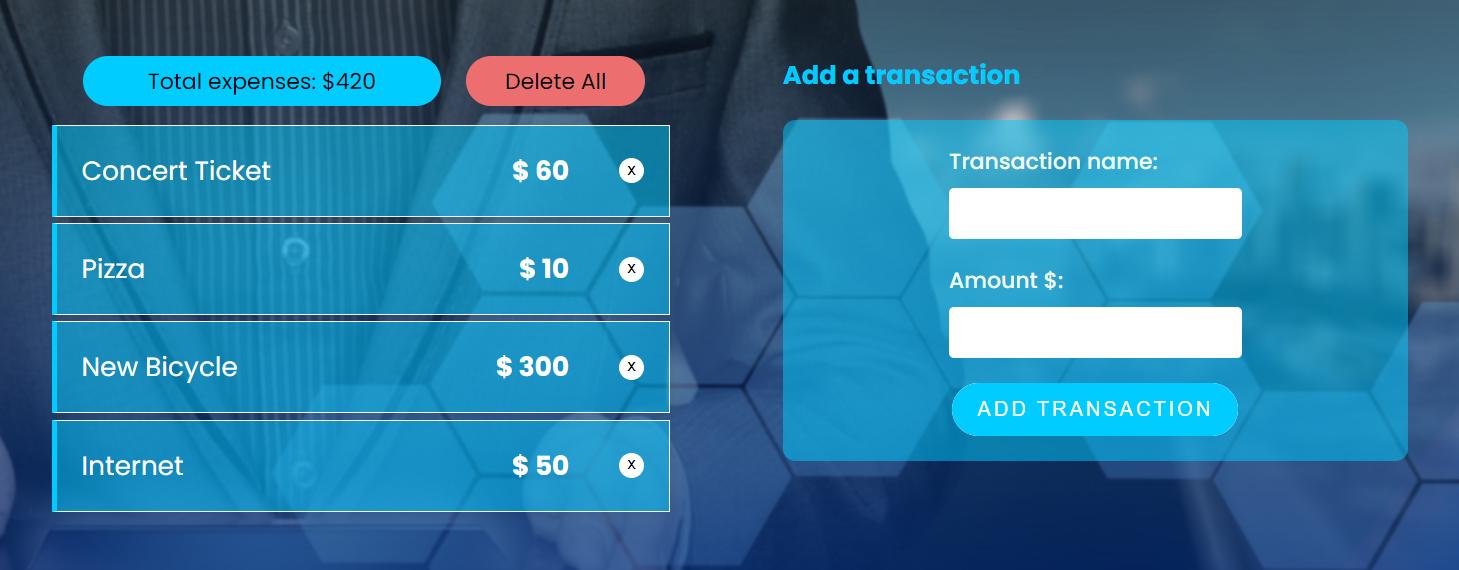 Total expenses: $420
Delete All
Concert Ticket $ 60 x
Pizza $ 10 x
New Bicycle $ 300 x
Internet $ 50 x
Add a transaction
Transaction name:
Amount $:
ADD TRANSACTION